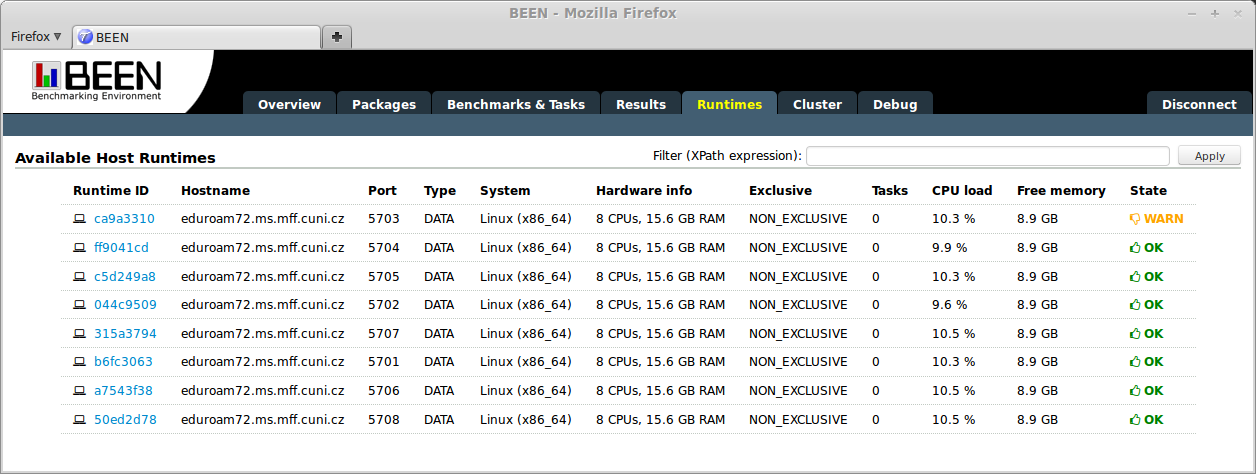 BEEN - Mozilla Firefox
Firefox BEEN
BEEN
Benchmarking Environment
Overview Packages Benchmarks & Tasks Results Runtimes Cluster Debug Disconnect
Available Host Runtimes Filter (XPath expression): Apply
Runtime ID Hostname Port Type System Hardware info Exclusive Tasks CPU load Free memory State
ca9a3310 eduroam72.ms.mff.cuni.cz 5703 DATA Linux (x86_64) 8 CPUs, 15.6 GB RAM NON_EXCLUSIVE 0 10.3 % 8.9 GB WARN
ff9041cd eduroam72.ms.mff.cuni.cz 5704 DATA Linux (x86_64) 8 CPUs, 15.6 GB RAM NON_EXCLUSIVE 0 9.9 % 8.9 GB OK
c5d249a8 eduroam72.ms.mff.cuni.cz 5705 DATA Linux (x86_64) 8 CPUs, 15.6 GB RAM NON_EXCLUSIVE 0 10.3 % 8.9 GB OK
044c9509 eduroam72.ms.mff.cuni.cz 5702 DATA Linux (x86_64) 8 CPUs, 15.6 GB RAM NON_EXCLUSIVE 0 9.6 % 8.9 GB OK
315a3794 eduroam72.ms.mff.cuni.cz 5707 DATA Linux (x86_64) 8 CPUs, 15.6 GB RAM NON_EXCLUSIVE 0 10.5 % 8.9 GB OK
b6fc3063 eduroam72.ms.mff.cuni.cz 5701 DATA Linux (x86_64) 8 CPUs, 15.6 GB RAM NON_EXCLUSIVE 0 10.3 % 8.9 GB OK
a7543f38 eduroam72.ms.mff.cuni.cz 5706 DATA Linux (x86_64) 8 CPUs, 15.6 GB RAM NON_EXCLUSIVE 0 10.5 % 8.9 GB OK
50ed2d78 eduroam72.ms.mff.cuni.cz 5708 DATA Linux (x86_64) 8 CPUs, 15.6 GB RAM NON_EXCLUSIVE 0 10.5 % 8.9 GB OK